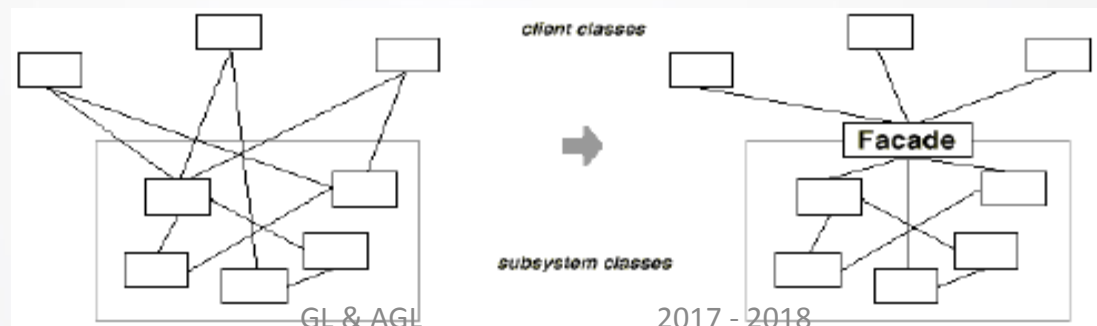 client classes
Facade
subsystem classes
GL & AGL
2017 - 2018